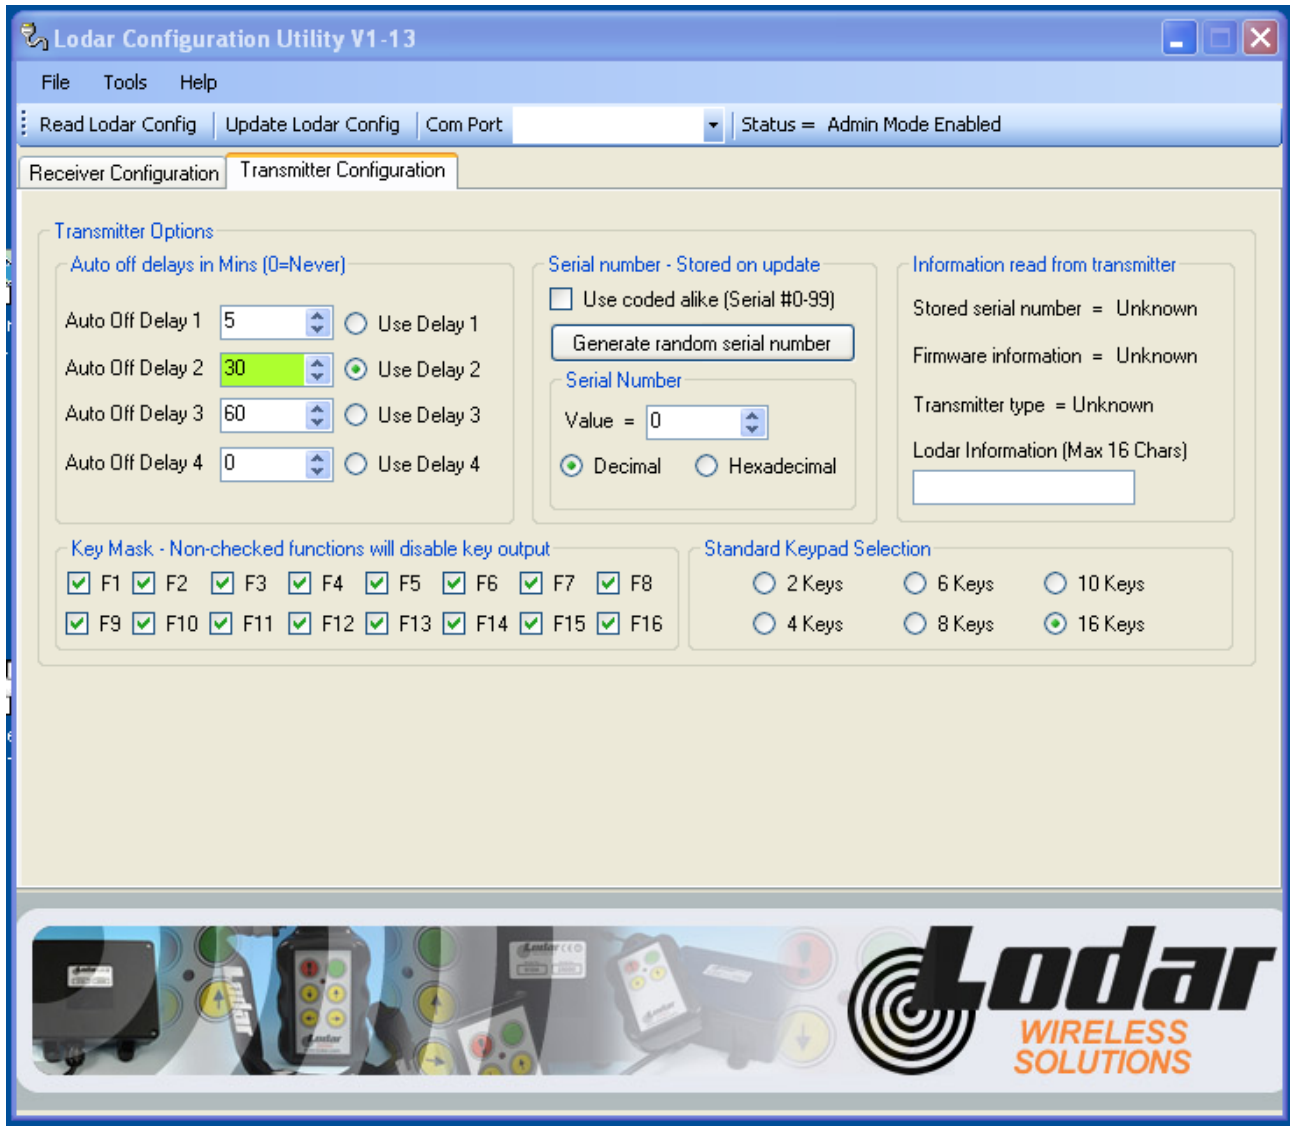 Lodar Configuration Utility V1-13
File Tools Help
Read Lodar Config Update Lodar Config Com Port Status = Admin Mode Enabled
Receiver Configuration Transmitter Configuration
Transmitter Options
Auto off delays in Mins (0=Never)
Auto Off Delay 1 5 Use Delay 1
Auto Off Delay 2 30 Use Delay 2
Auto Off Delay 3 60 Use Delay 3
Auto Off Delay 4 0 Use Delay 4
Serial number - Stored on update
Use coded alike (Serial #0-99)
Generate random serial number
Serial Number
Value = 0
Decimal Hexadecimal
Information read from transmitter
Stored serial number = Unknown
Firmware information = Unknown
Transmitter type = Unknown
Lodar Information (Max 16 Chars)
Key Mask - Non-checked functions will disable key output
F1 F2 F3 F4 F5 F6 F7 F8
F9 F10 F11 F12 F13 F14 F15 F16
Standard Keypad Selection
2 Keys 6 Keys 10 Keys
4 Keys 8 Keys 16 Keys
Lodar
Lodar
Lodar
WIRELESS
SOLUTIONS